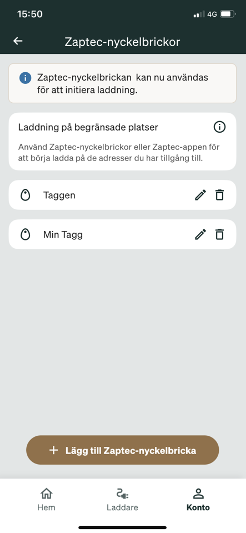 15:50
4G
Zaptec-nyckelbrickor
Zaptec-nyckelbrickan kan nu användas
för att initiera laddning.
Laddning på begränsade platser
Använd Zaptec-nyckelbrickor eller Zaptec-appen för
att börja ladda på de adresser du har tillgång till.
Taggen
Min Tagg
+ Lägg till Zaptec-nyckelbricka
Hem
Laddare
Konto